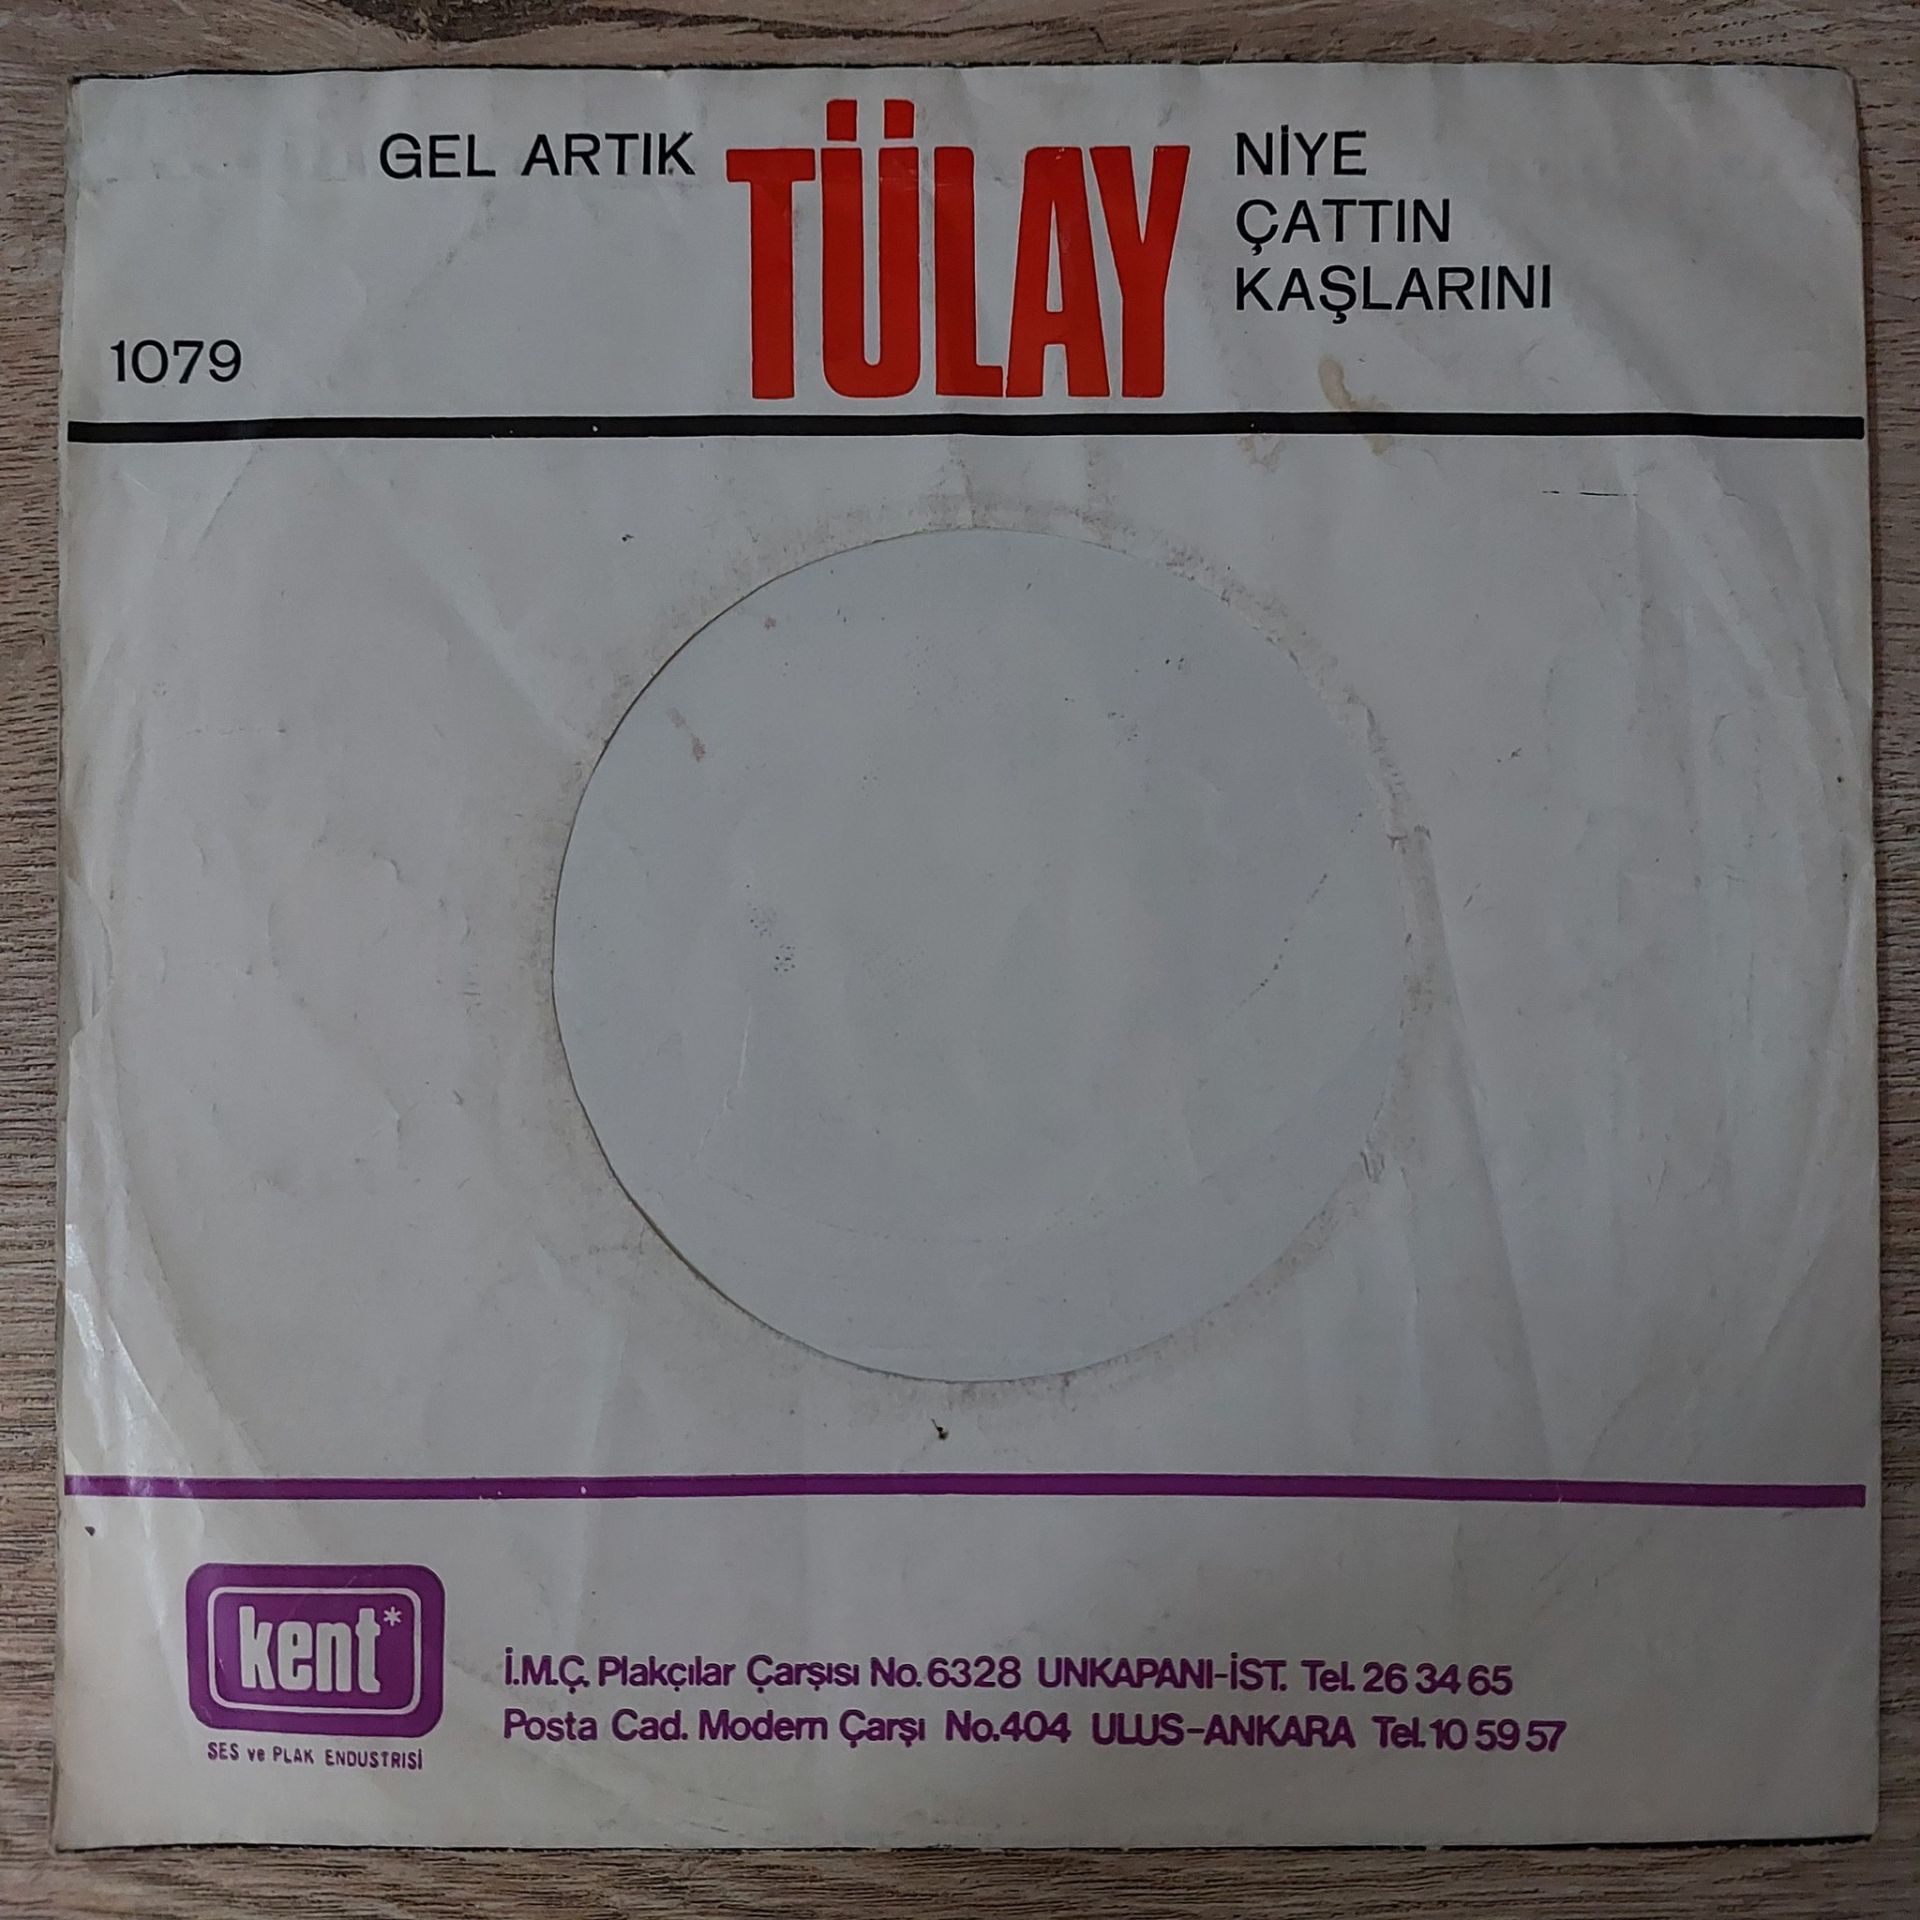 GEL ARTIK
TÜLAY
NİYE
ÇATTIN
KAŞLARINI
1079
kent*
SES ve PLAK ENDUSTRISİ
İ.M.Ç. Plakçılar Çarşısı No.6328 UNKAPANI-İST. Tel. 26 34 65
Posta Cad. Modern Çarşı No.404 ULUS-ANKARA Tel.10 59 57